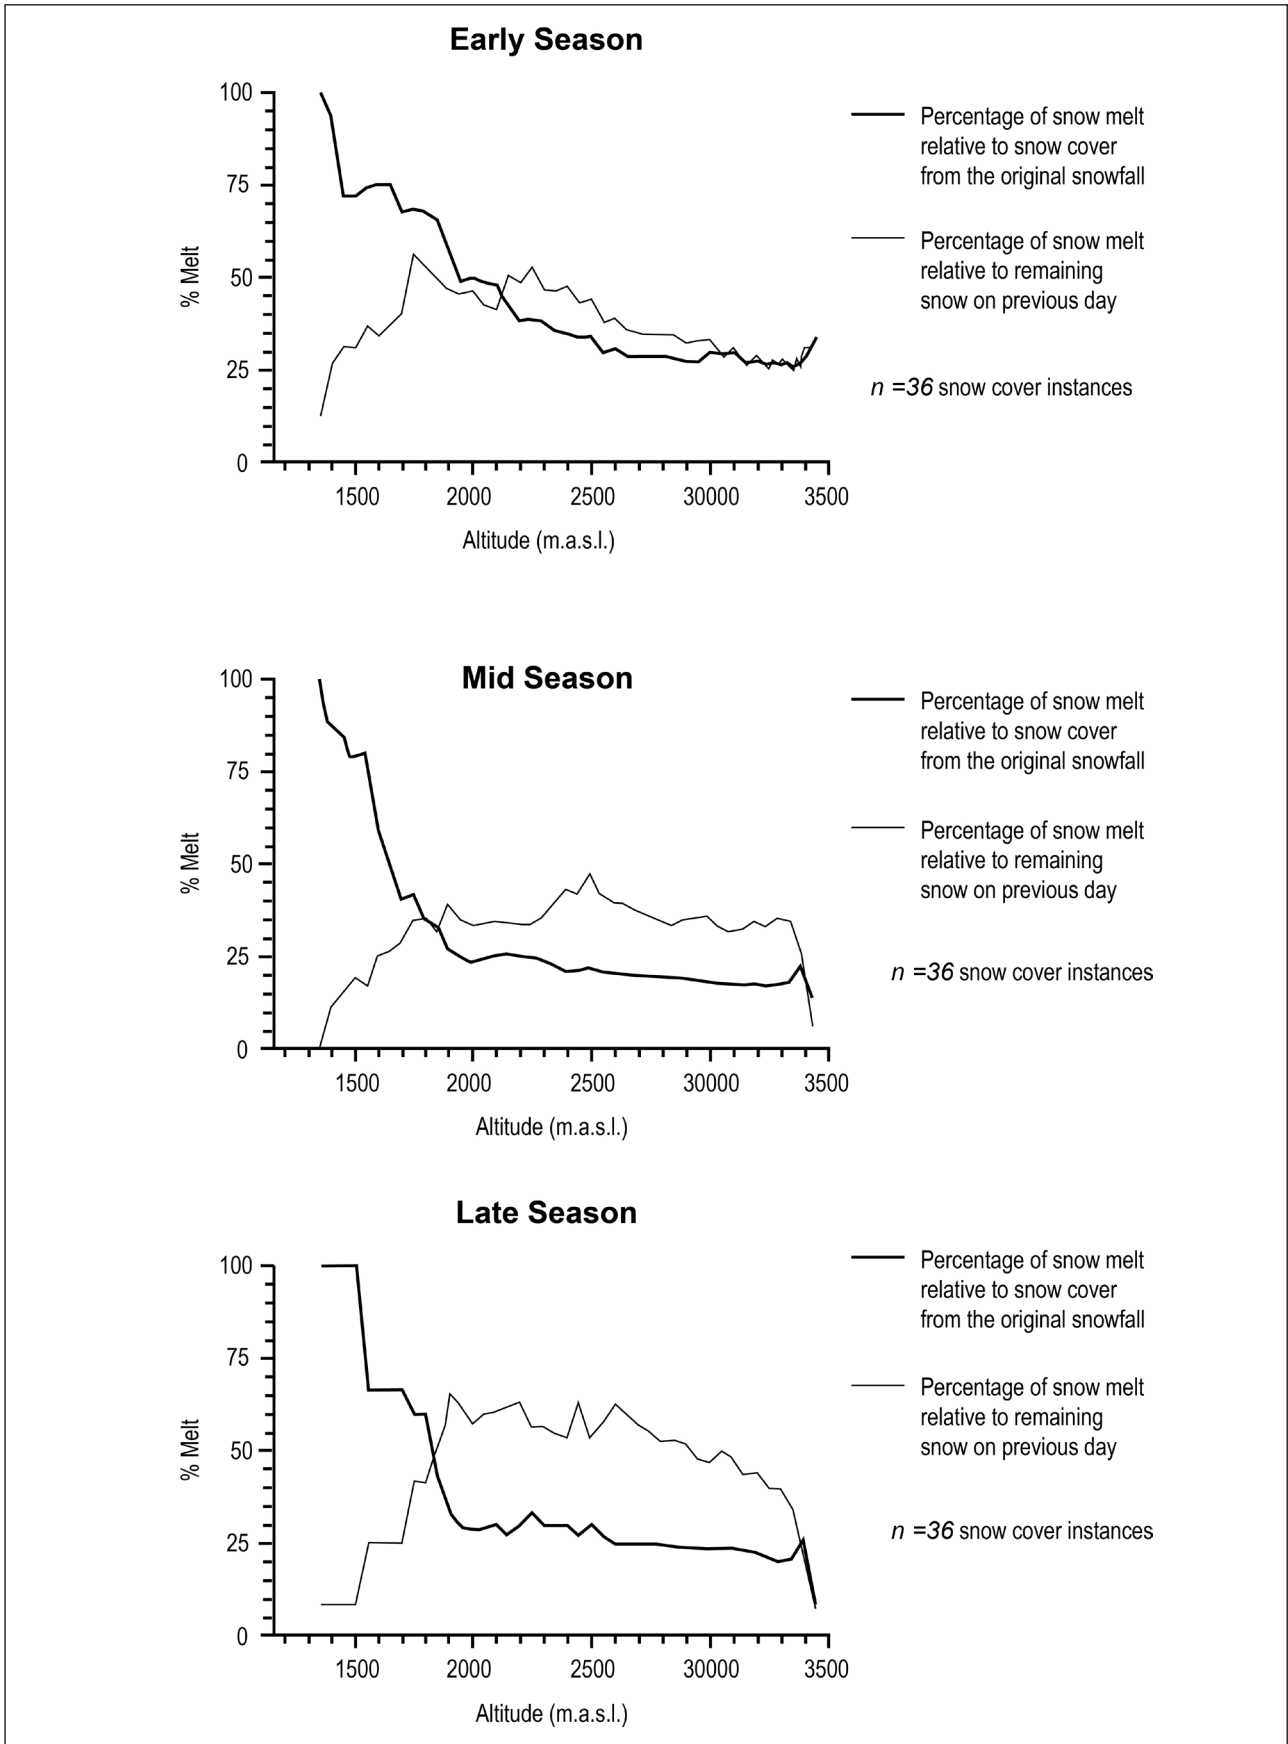 Early Season
100
75
50
25
0
% Melt
1500 2000 2500 30000 3500
Altitude (m.a.s.l.)
Percentage of snow melt
relative to snow cover
from the original snowfall
Percentage of snow melt
relative to remaining
snow on previous day
n =36 snow cover instances
Mid Season
100
75
50
25
0
% Melt
1500 2000 2500 30000 3500
Altitude (m.a.s.l.)
Percentage of snow melt
relative to snow cover
from the original snowfall
Percentage of snow melt
relative to remaining
snow on previous day
n =36 snow cover instances
Late Season
100
75
50
25
0
% Melt
1500 2000 2500 30000 3500
Altitude (m.a.s.l.)
Percentage of snow melt
relative to snow cover
from the original snowfall
Percentage of snow melt
relative to remaining
snow on previous day
n =36 snow cover instances